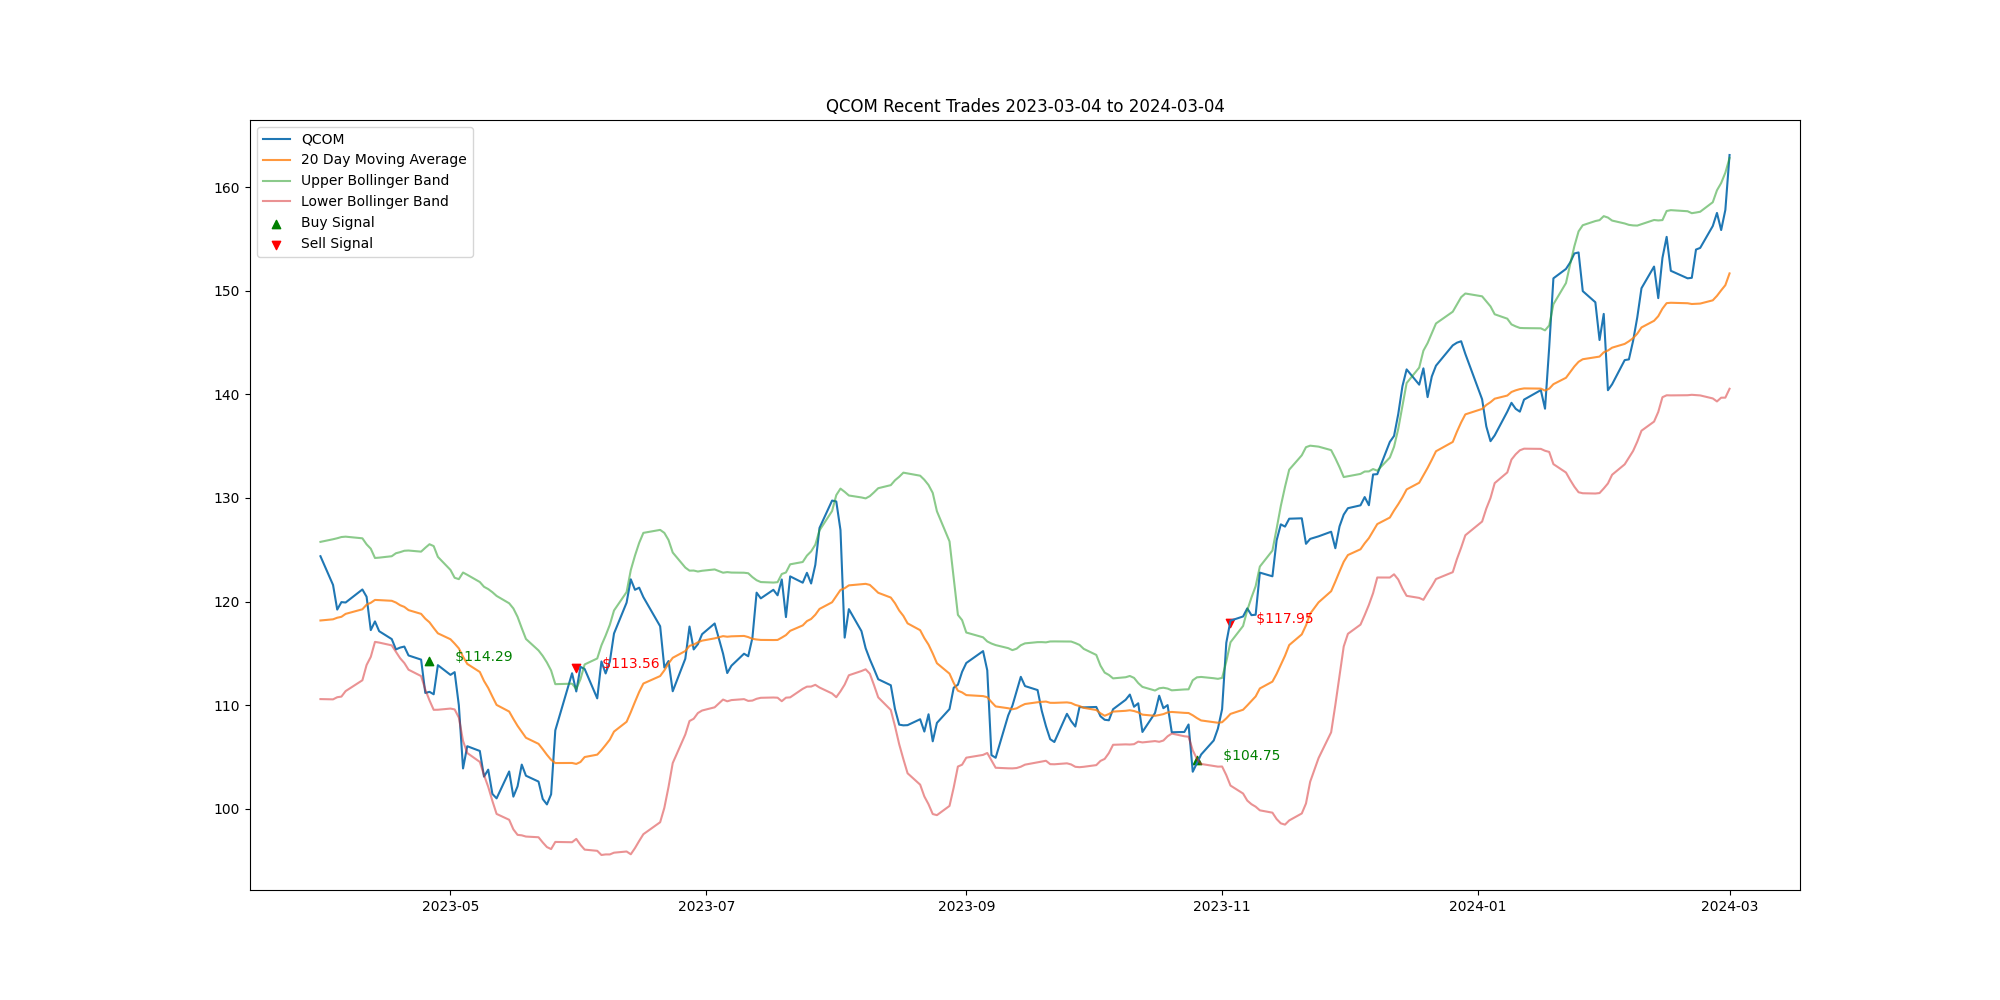 QCOM Recent Trades 2023-03-04 to 2024-03-04
QCOM
20 Day Moving Average
Upper Bollinger Band
Lower Bollinger Band
Buy Signal
Sell Signal
160
150
140
130
120
110
100
$114.29
$113.56
$117.95
$104.75
2023-05
2023-07
2023-09
2023-11
2024-01
2024-03